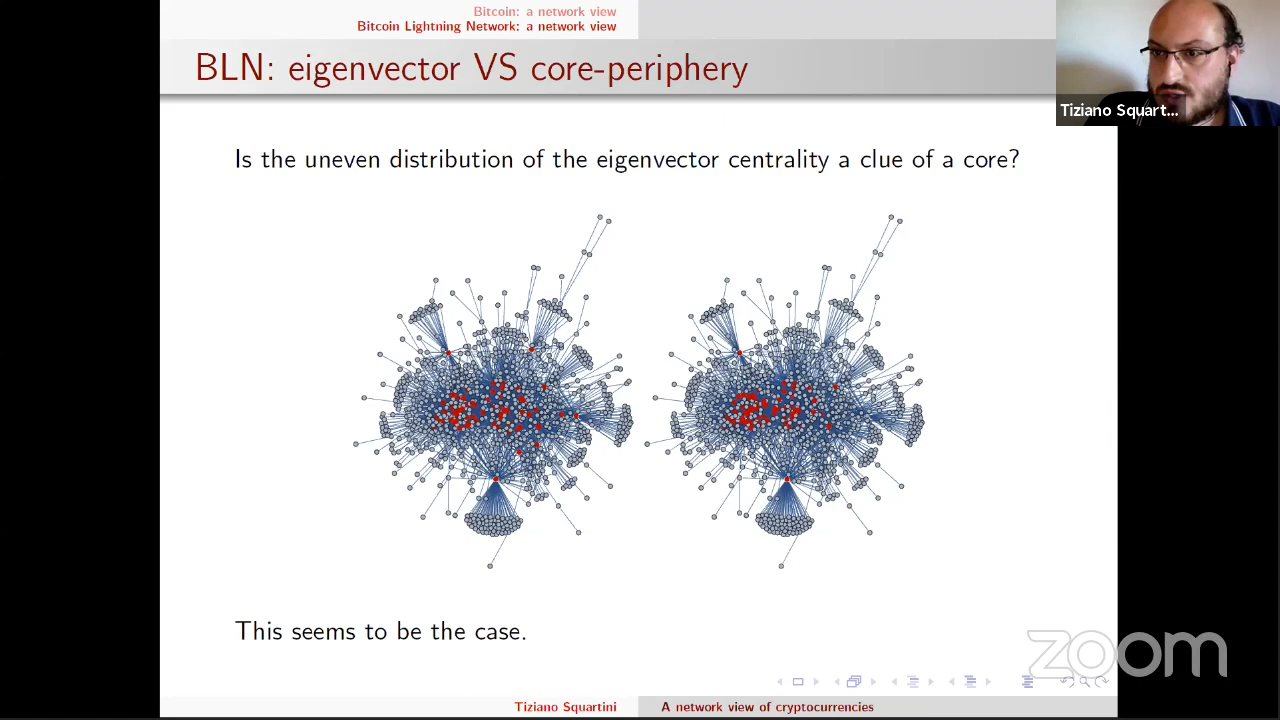 Bitcoin: a network view
Bitcoin Lightning Network: a network view
BLN: eigenvector VS core-periphery
Tiziano Squart...
Is the uneven distribution of the eigenvector centrality a clue of a core?
This seems to be the case.
zoom
Tiziano Squartini
A network view of cryptocurrencies